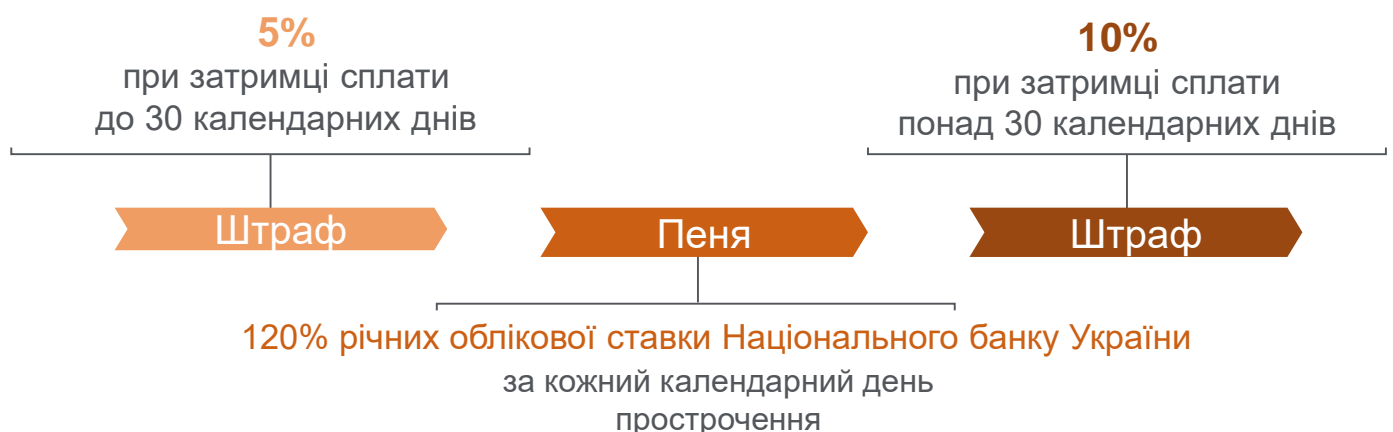 5%
при затримці сплати
до 30 календарних днів
10%
при затримці сплати
понад 30 календарних днів
Штраф
Пеня
Штраф
120% річних облікової ставки Національного банку України
за кожний календарний день
прострочення